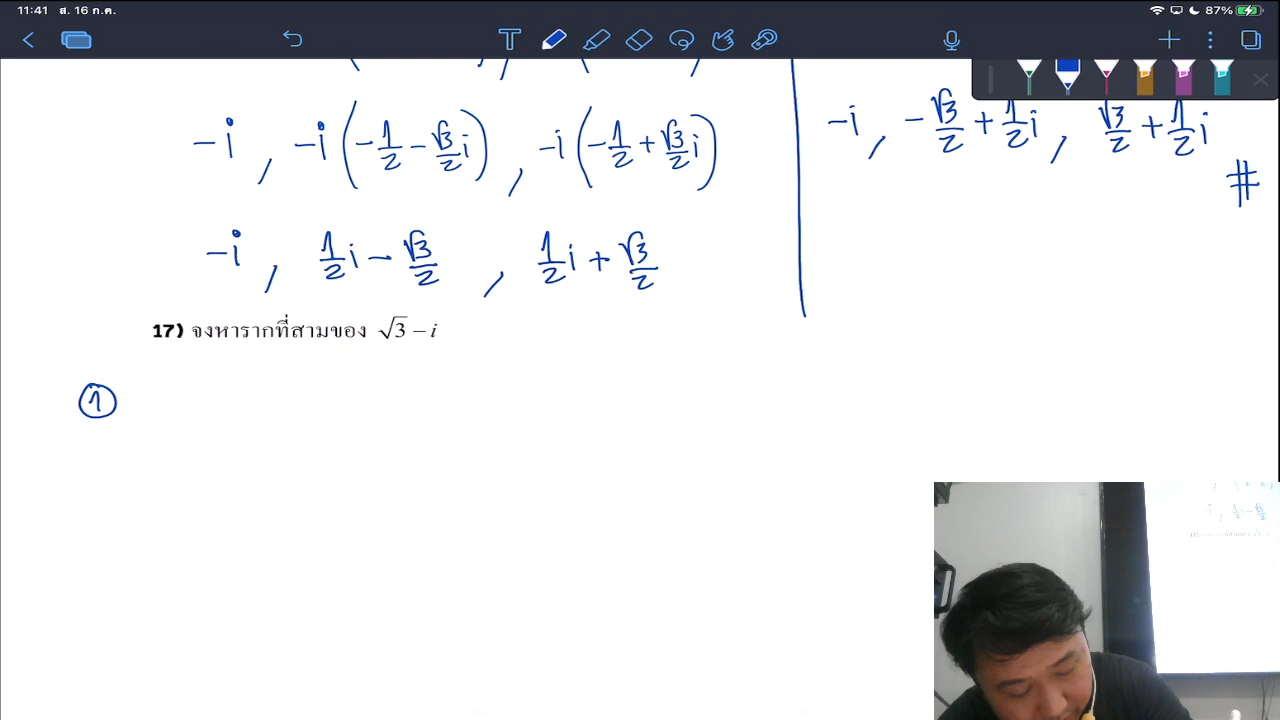 11:41 ส. 16 ก.ค. 87%
-i , -i(-1/2 - √3/2 i) , -i(-1/2 + √3/2 i)
-i , 1/2 i - √3/2 , 1/2 i + √3/2
-i , -√3/2 + 1/2 i , √3/2 + 1/2 i
#
17) จงหารากที่สามของ √3 - i
①